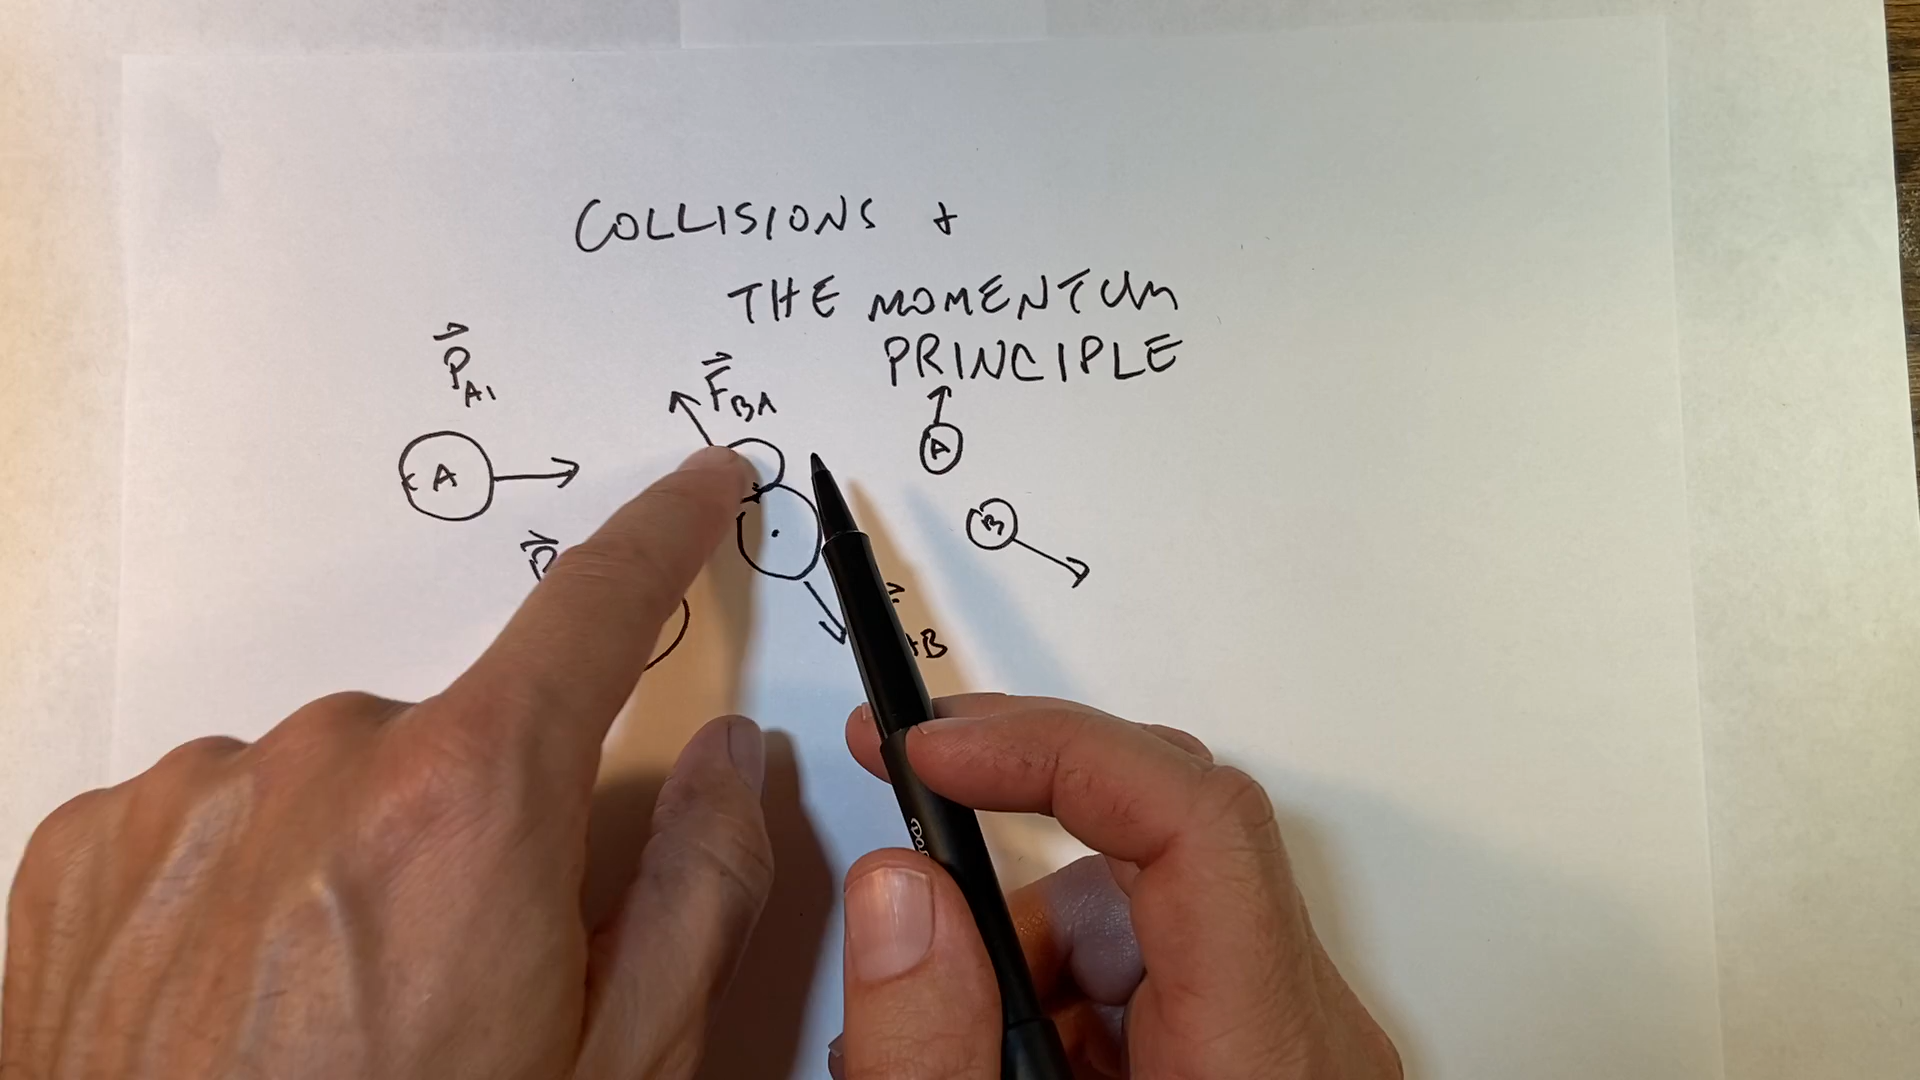 COLLISIONS +
THE MOMENTUM
PRINCIPLE
P⃗A1
F⃗BA
A
A
B